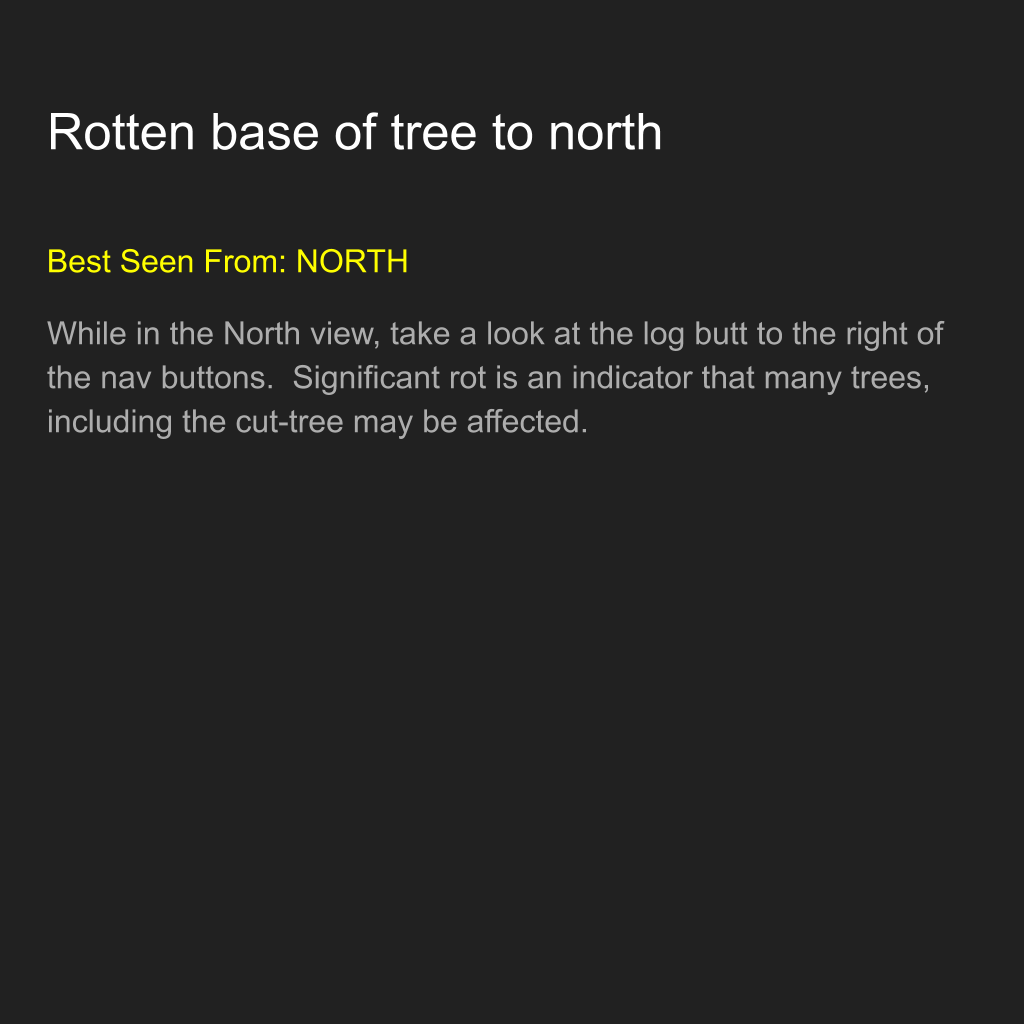 Rotten base of tree to north
Best Seen From: NORTH
While in the North view, take a look at the log butt to the right of
the nav buttons.  Significant rot is an indicator that many trees,
including the cut-tree may be affected.